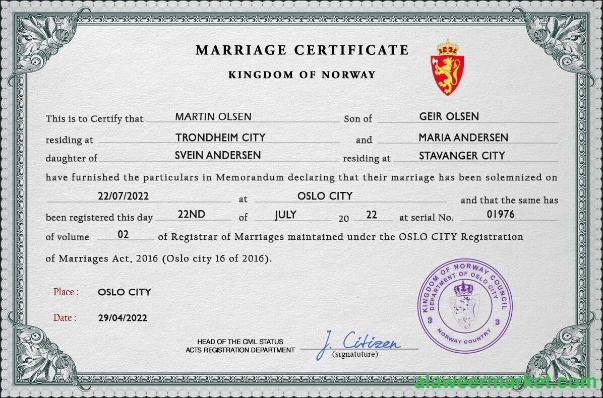 MARRIAGE CERTIFICATE
KINGDOM OF NORWAY
This is to Certify that MARTIN OLSEN Son of GEIR OLSEN
residing at TRONDHEIM CITY and MARIA ANDERSEN
daughter of SVEIN ANDERSEN residing at STAVANGER CITY
have furnished the particulars in Memorandum declaring that their marriage has been solemnized on
22/07/2022 at OSLO CITY and that the same has
been registered this day 22ND of JULY 20 22 at serial No. 01976
of volume 02 of Registrar of Marriages maintained under the OSLO CITY Registration
of Marriages Act, 2016 (Oslo city 16 of 2016).
Place : OSLO CITY
KINGDOM OF NORWAY COUNCIL
DEPARTMENT OF OSLO CITY
NORWAY COUNTRY
Date : 29/04/2022
HEAD OF THE CIVIL STATUS
ACTS REGISTRATION DEPARTMENT
J. Citizen
(signatuture)
alaweermarket.com